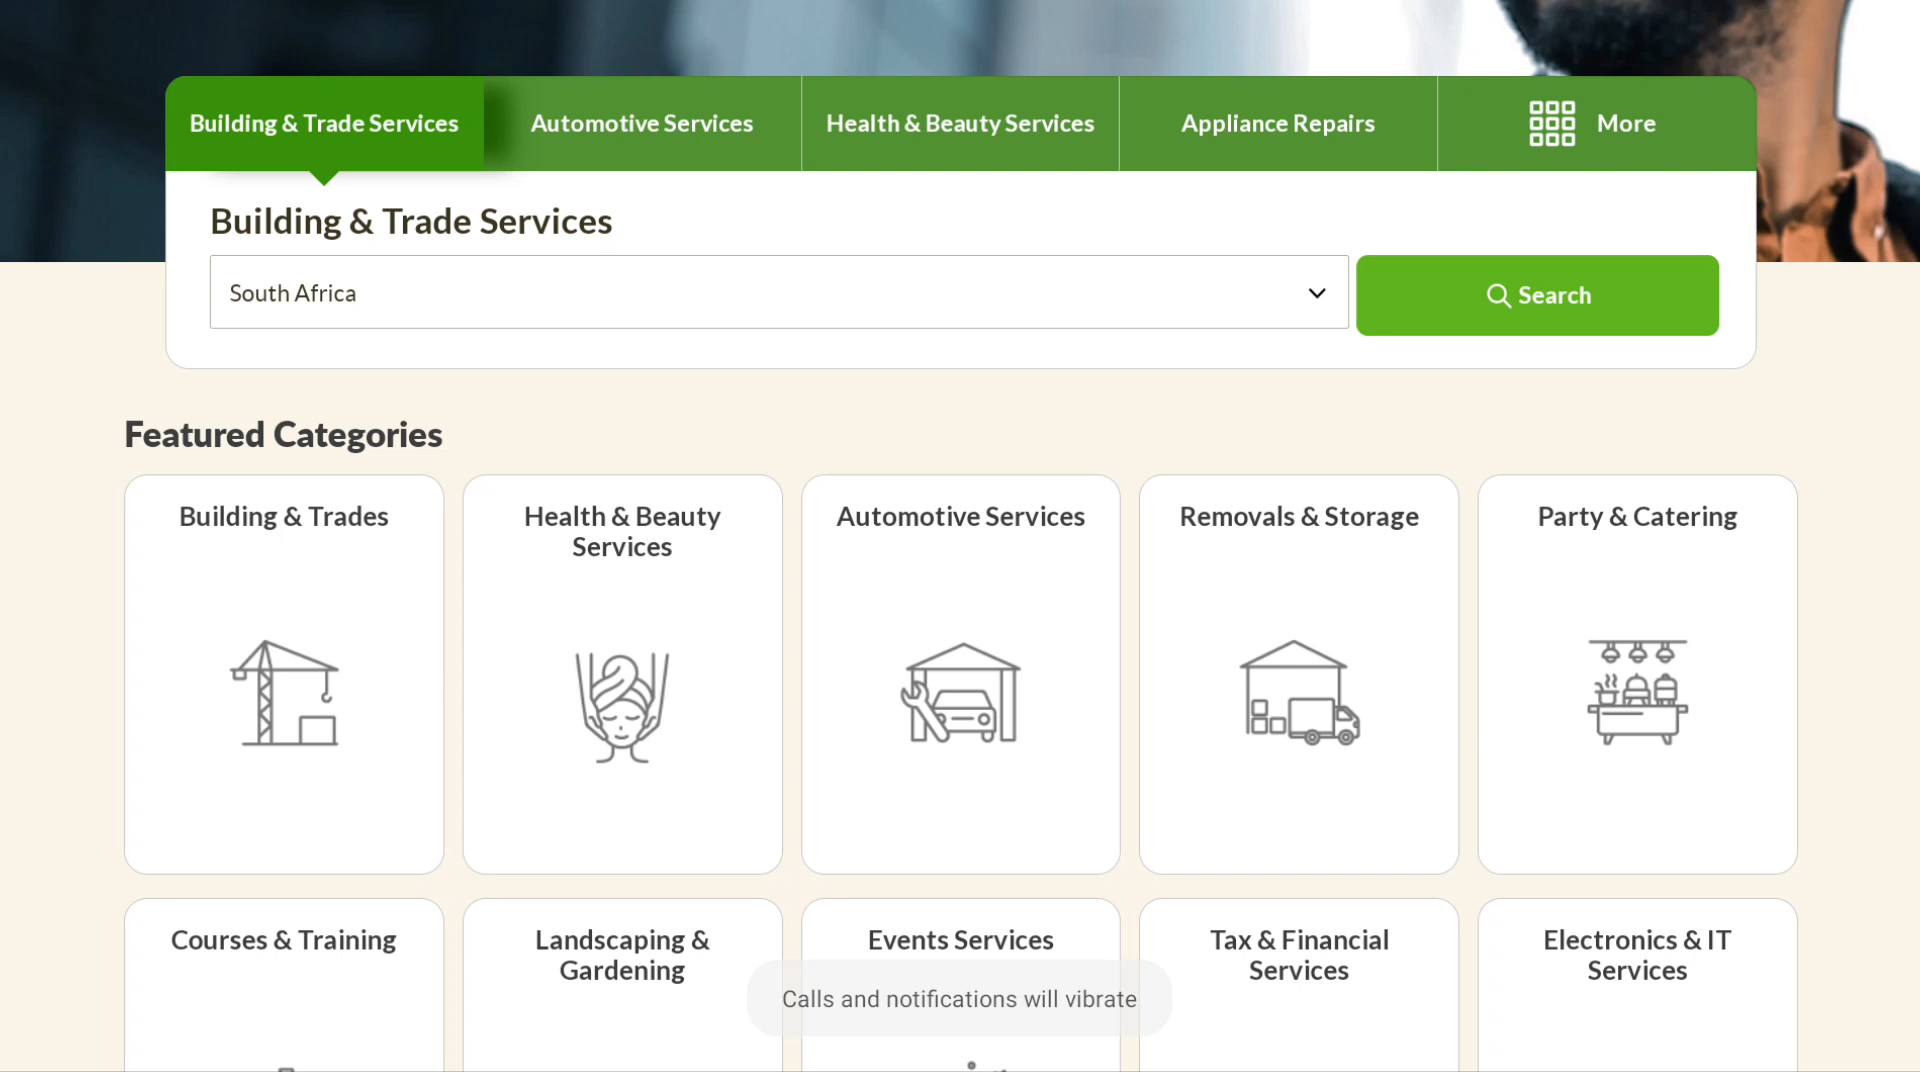 Building & Trade Services
Automotive Services
Health & Beauty Services
Appliance Repairs
More
Building & Trade Services
South Africa
Search
Featured Categories
Building & Trades
Health & Beauty
Services
Automotive Services
Removals & Storage
Party & Catering
Courses & Training
Landscaping &
Gardening
Events Services
Tax & Financial
Services
Electronics & IT
Services
Calls and notifications will vibrate